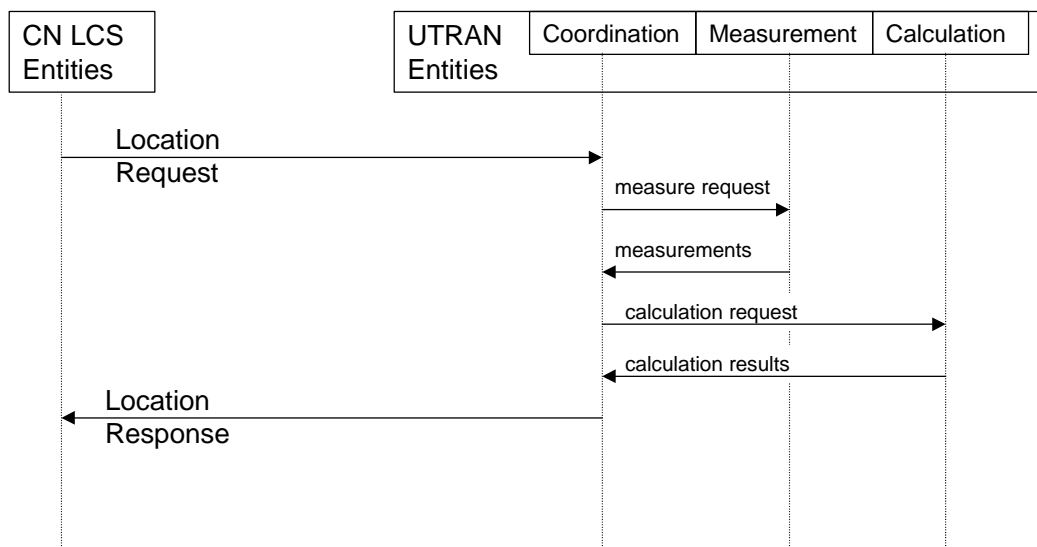 CN LCS
Entities
UTRAN
Entities
Coordination
Measurement
Calculation
Location
Request
measure request
measurements
calculation request
calculation results
Location
Response